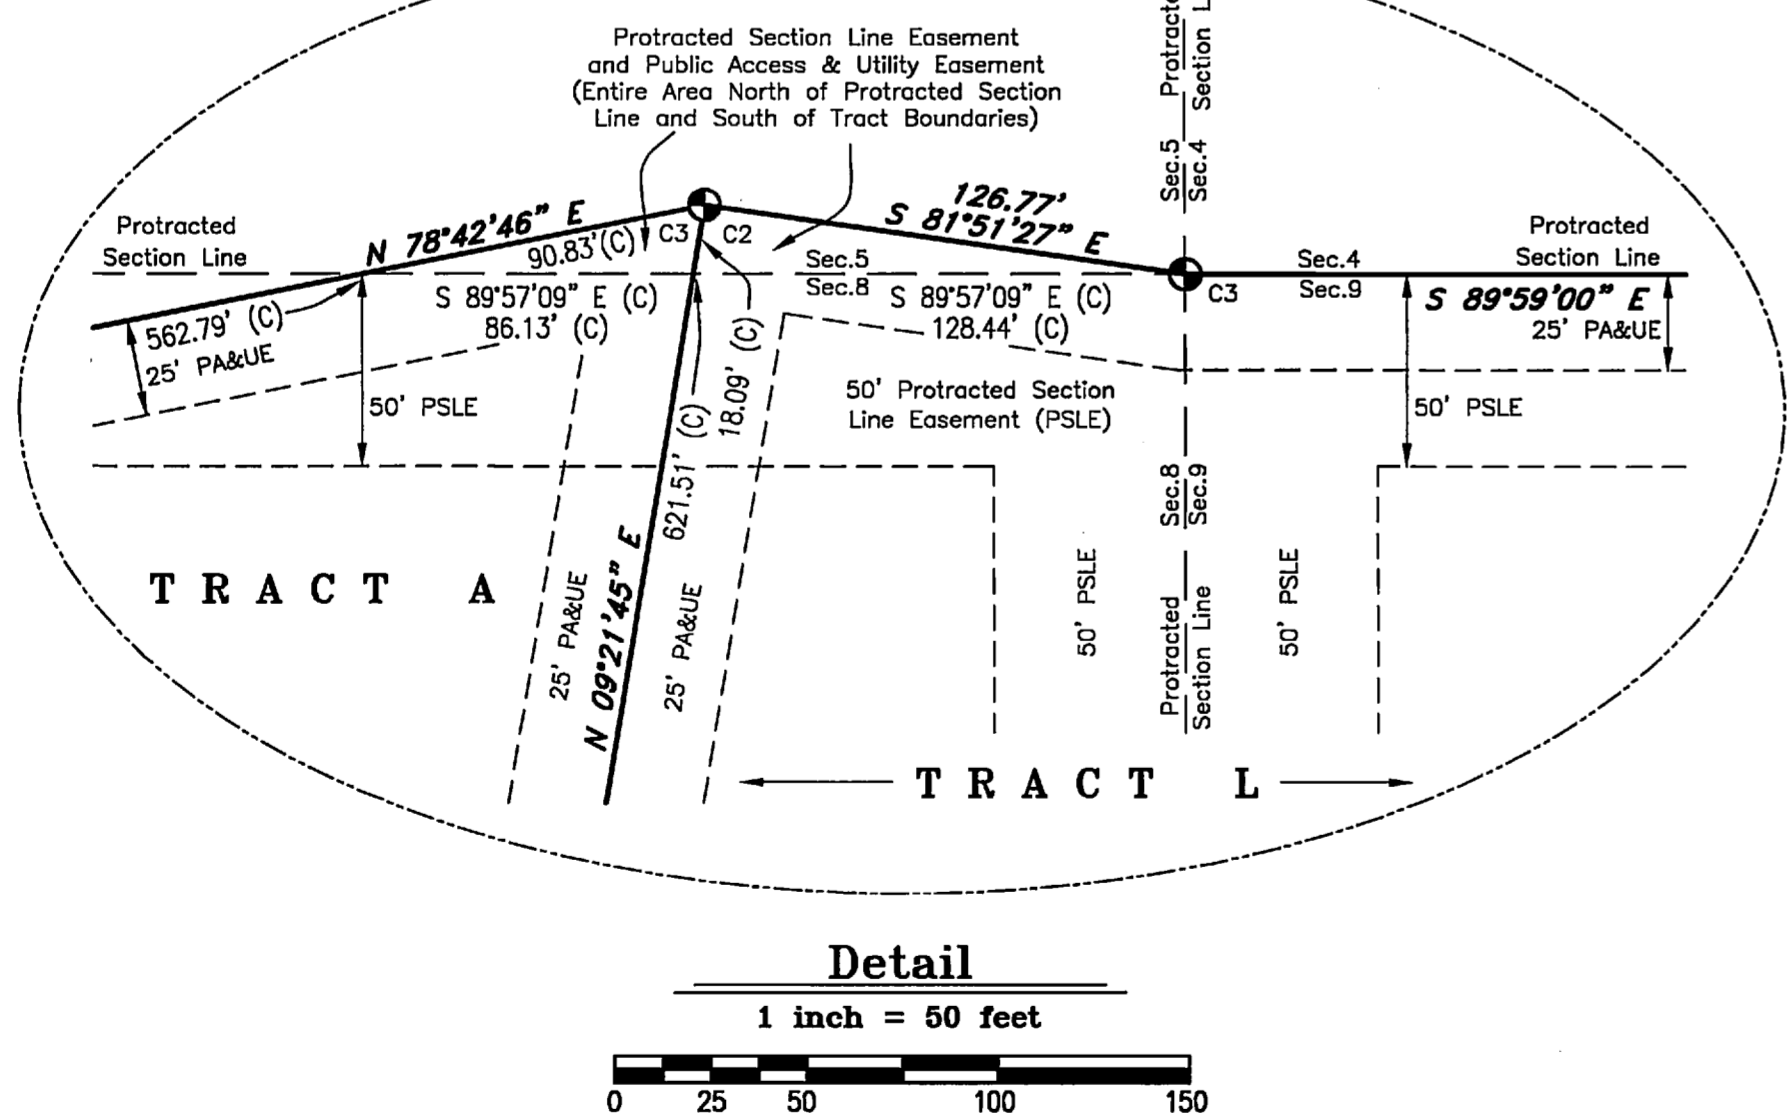 Protracted Section Line Easement
and Public Access & Utility Easement
(Entire Area North of Protracted Section
Line and South of Tract Boundaries)
Section L
Sec.5
Sec.4
Protracted
Section Line
N 78°42'46" E
90.83'(C)
C3
C2
126.77'
S 81°51'27" E
Protracted
Section Line
Sec.5
Sec.8
Sec.4
Sec.9
C3
S 89°57'09" E (C)
86.13' (C)
S 89°57'09" E (C)
128.44' (C)
S 89°59'00" E
25' PA&UE
562.79' (C)
25' PA&UE
50' PSLE
18.09' (C)
621.51' (C)
50' Protracted Section
Line Easement (PSLE)
50' PSLE
Sec.8
Sec.9
N 09°21'45" E
25' PA&UE
25' PA&UE
50' PSLE
50' PSLE
Protracted
Section Line
TRACT A
TRACT L
Detail
1 inch = 50 feet
0 25 50 100 150